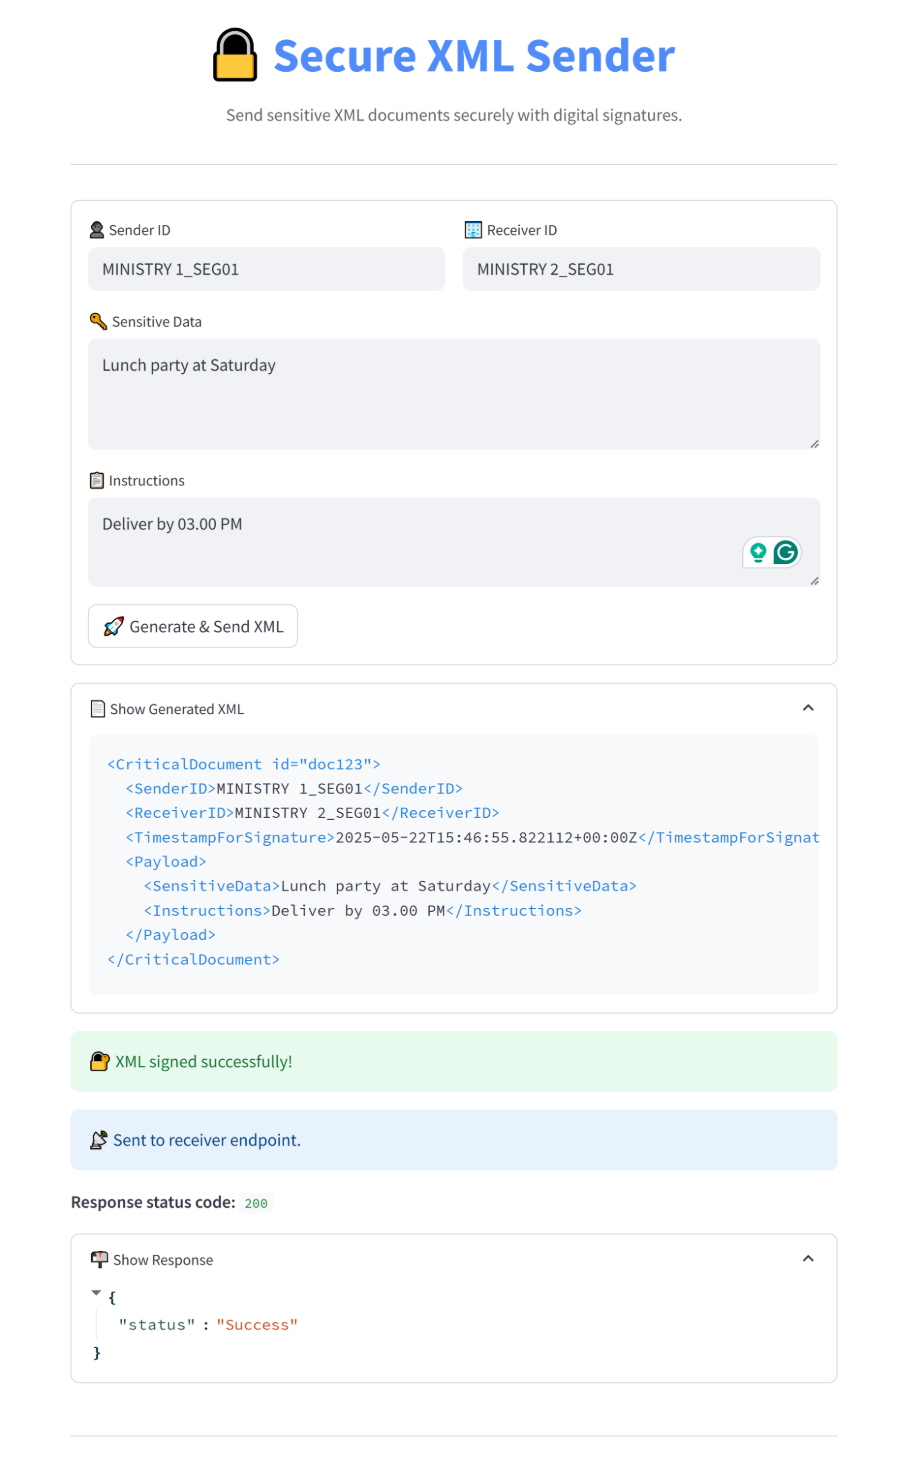 Secure XML Sender
Send sensitive XML documents securely with digital signatures.
Sender ID
Receiver ID
MINISTRY 1_SEG01
MINISTRY 2_SEG01
Sensitive Data
Lunch party at Saturday
Instructions
Deliver by 03.00 PM
Generate & Send XML
Show Generated XML
<CriticalDocument id="doc123">
<SenderID>MINISTRY 1_SEG01</SenderID>
<ReceiverID>MINISTRY 2_SEG01</ReceiverID>
<TimestampForSignature>2025-05-22T15:46:55.822112+00:00Z</TimestampForSignat
<Payload>
<SensitiveData>Lunch party at Saturday</SensitiveData>
<Instructions>Deliver by 03.00 PM</Instructions>
</Payload>
</CriticalDocument>
XML signed successfully!
Sent to receiver endpoint.
Response status code: 200
Show Response
{
"status" : "Success"
}